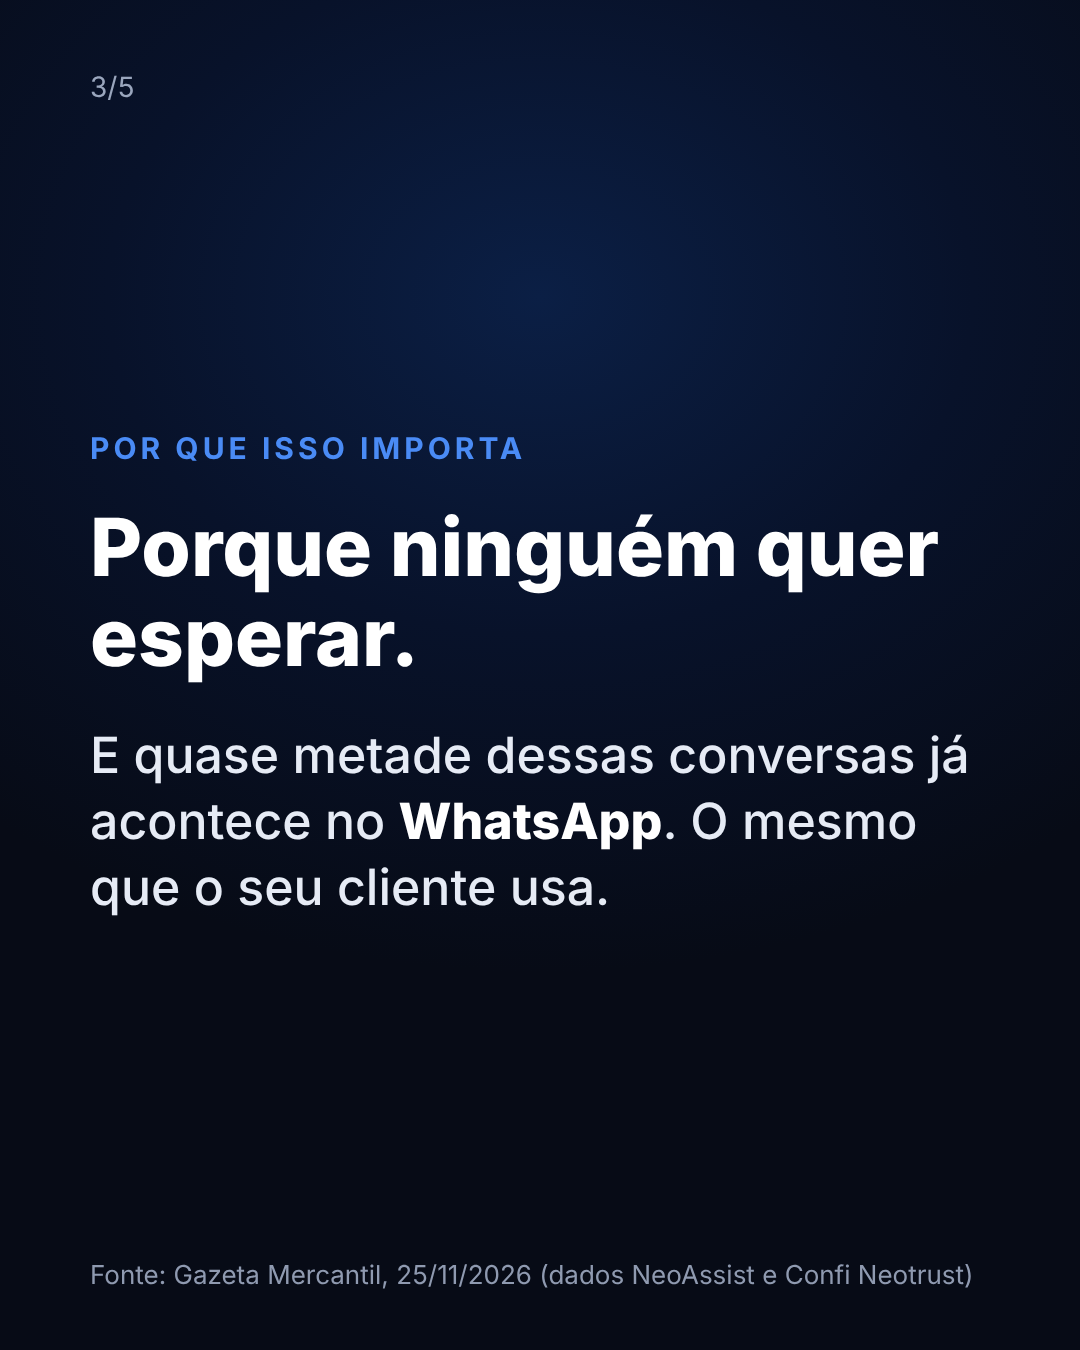 3/5
POR QUE ISSO IMPORTA
Porque ninguém quer
esperar.
E quase metade dessas conversas já
acontece no WhatsApp. O mesmo
que o seu cliente usa.
Fonte: Gazeta Mercantil, 25/11/2026 (dados NeoAssist e Confi Neotrust)